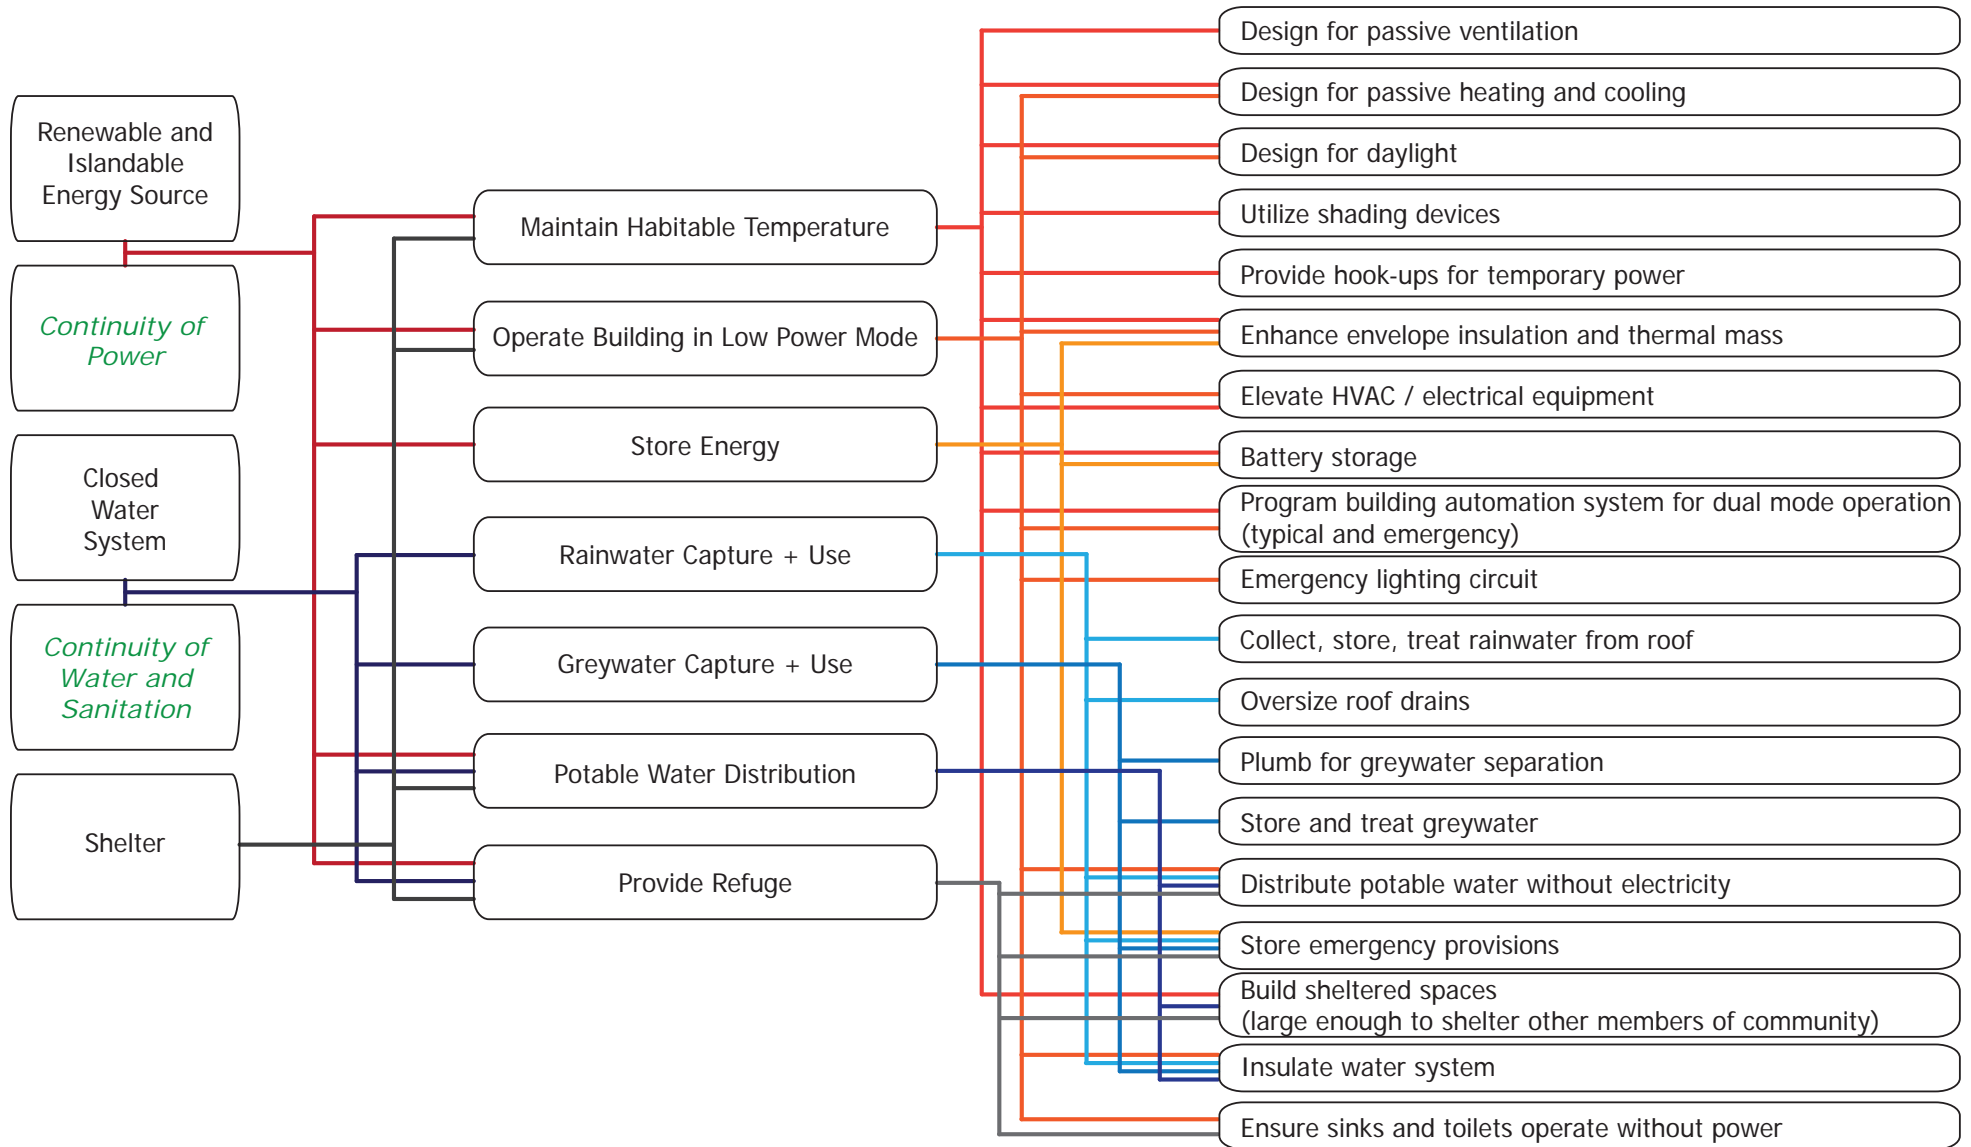 Renewable and
Islandable
Energy Source
Continuity of
Power
Closed
Water
System
Continuity of
Water and
Sanitation
Shelter
Maintain Habitable Temperature
Operate Building in Low Power Mode
Store Energy
Rainwater Capture + Use
Greywater Capture + Use
Potable Water Distribution
Provide Refuge
Design for passive ventilation
Design for passive heating and cooling
Design for daylight
Utilize shading devices
Provide hook-ups for temporary power
Enhance envelope insulation and thermal mass
Elevate HVAC / electrical equipment
Battery storage
Program building automation system for dual mode operation
(typical and emergency)
Emergency lighting circuit
Collect, store, treat rainwater from roof
Oversize roof drains
Plumb for greywater separation
Store and treat greywater
Distribute potable water without electricity
Store emergency provisions
Build sheltered spaces
(large enough to shelter other members of community)
Insulate water system
Ensure sinks and toilets operate without power